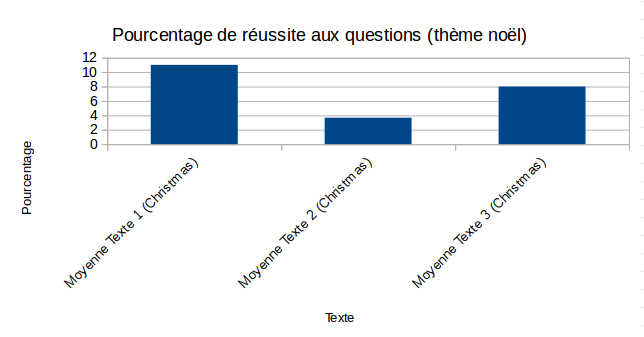 Pourcentage de réussite aux questions (thème noël)
12
10
8
6
4
2
0
Pourcentage
Moyenne Texte 1 (Christmas)
Moyenne Texte 2 (Christmas)
Moyenne Texte 3 (Christmas)
Texte